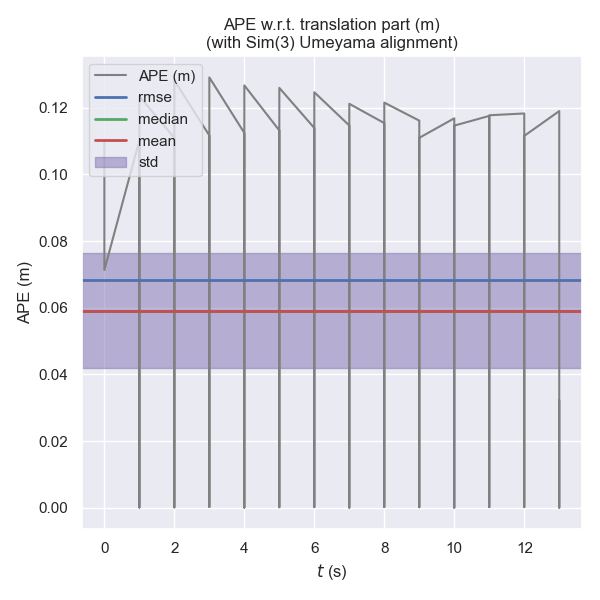 APE w.r.t. translation part (m)
(with Sim(3) Umeyama alignment)
APE (m)
rmse
median
mean
std
APE (m)
0.12
0.10
0.08
0.06
0.04
0.02
0.00
0 2 4 6 8 10 12
t (s)